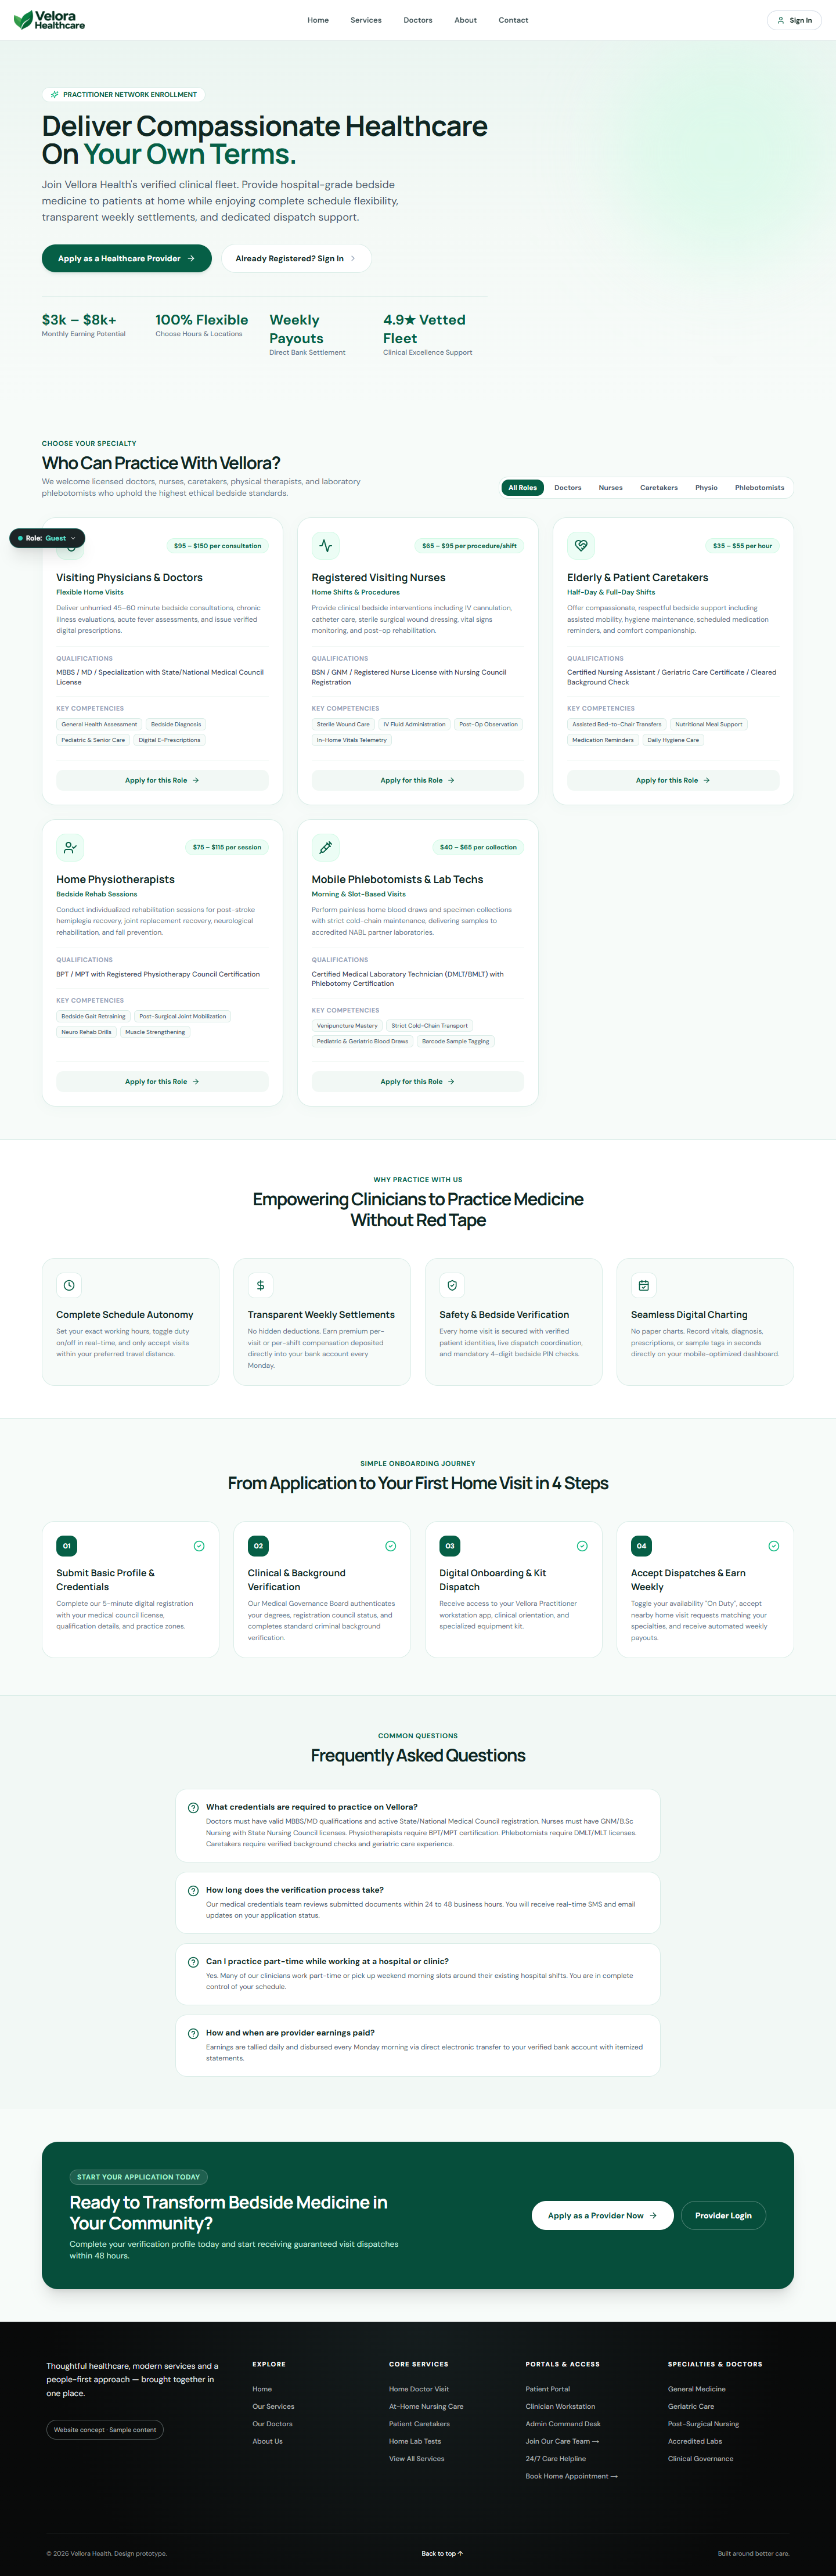 Velora
Healthcare
Home Services Doctors About Contact
Sign In
PRACTITIONER NETWORK ENROLLMENT
Deliver Compassionate Healthcare
On Your Own Terms.
Join Vellora Health's verified clinical fleet. Provide hospital-grade bedside
medicine to patients at home while enjoying complete schedule flexibility,
transparent weekly settlements, and dedicated dispatch support.
Apply as a Healthcare Provider →
Already Registered? Sign In >
$3k – $8k+
Monthly Earning Potential
100% Flexible
Choose Hours & Locations
Weekly
Payouts
Direct Bank Settlement
4.9★ Vetted
Fleet
Clinical Excellence Support
CHOOSE YOUR SPECIALTY
Who Can Practice With Vellora?
We welcome licensed doctors, nurses, caretakers, physical therapists, and laboratory
phlebotomists who uphold the highest ethical bedside standards.
All Roles Doctors Nurses Caretakers Physio Phlebotomists
Role: Guest
$95 – $150 per consultation
Visiting Physicians & Doctors
Flexible Home Visits
Deliver unhurried 45–60 minute bedside consultations, chronic
illness evaluations, acute fever assessments, and issue verified
digital prescriptions.
QUALIFICATIONS
MBBS / MD / Specialization with State/National Medical Council
License
KEY COMPETENCIES
General Health Assessment Bedside Diagnosis
Pediatric & Senior Care Digital E-Prescriptions
Apply for this Role →
$65 – $95 per procedure/shift
Registered Visiting Nurses
Home Shifts & Procedures
Provide clinical bedside interventions including IV cannulation,
catheter care, sterile surgical wound dressing, vital signs
monitoring, and post-op rehabilitation.
QUALIFICATIONS
BSN / GNM / Registered Nurse License with Nursing Council
Registration
KEY COMPETENCIES
Sterile Wound Care IV Fluid Administration Post-Op Observation
In-Home Vitals Telemetry
Apply for this Role →
$35 – $55 per hour
Elderly & Patient Caretakers
Half-Day & Full-Day Shifts
Offer compassionate, respectful bedside support including
assisted mobility, hygiene maintenance, scheduled medication
reminders, and comfort companionship.
QUALIFICATIONS
Certified Nursing Assistant / Geriatric Care Certificate / Cleared
Background Check
KEY COMPETENCIES
Assisted Bed-to-Chair Transfers Nutritional Meal Support
Medication Reminders Daily Hygiene Care
Apply for this Role →
$75 – $115 per session
Home Physiotherapists
Bedside Rehab Sessions
Conduct individualized rehabilitation sessions for post-stroke
hemiplegia recovery, joint replacement recovery, neurological
rehabilitation, and fall prevention.
QUALIFICATIONS
BPT / MPT with Registered Physiotherapy Council Certification
KEY COMPETENCIES
Bedside Gait Retraining Post-Surgical Joint Mobilization
Neuro Rehab Drills Muscle Strengthening
Apply for this Role →
$40 – $65 per collection
Mobile Phlebotomists & Lab Techs
Morning & Slot-Based Visits
Perform painless home blood draws and specimen collections
with strict cold-chain maintenance, delivering samples to
accredited NABL partner laboratories.
QUALIFICATIONS
Certified Medical Laboratory Technician (DMLT/BMLT) with
Phlebotomy Certification
KEY COMPETENCIES
Venipuncture Mastery Strict Cold-Chain Transport
Pediatric & Geriatric Blood Draws Barcode Sample Tagging
Apply for this Role →
WHY PRACTICE WITH US
Empowering Clinicians to Practice Medicine
Without Red Tape
Complete Schedule Autonomy
Set your exact working hours, toggle duty
on/off in real-time, and only accept visits
within your preferred travel distance.
Transparent Weekly Settlements
No hidden deductions. Earn premium per-
visit or per-shift compensation deposited
directly into your bank account every
Monday.
Safety & Bedside Verification
Every home visit is secured with verified
patient identities, live dispatch coordination,
and mandatory 4-digit bedside PIN checks.
Seamless Digital Charting
No paper charts. Record vitals, diagnosis,
prescriptions, or sample tags in seconds
directly on your mobile-optimized dashboard.
SIMPLE ONBOARDING JOURNEY
From Application to Your First Home Visit in 4 Steps
01
Submit Basic Profile &
Credentials
Complete our 5-minute digital registration
with your medical council license,
qualification details, and practice zones.
02
Clinical & Background
Verification
Our Medical Governance Board authenticates
your degrees, registration council status, and
completes standard criminal background
verification.
03
Digital Onboarding & Kit
Dispatch
Receive access to your Vellora Practitioner
workstation app, clinical orientation, and
specialized equipment kit.
04
Accept Dispatches & Earn
Weekly
Toggle your availability "On Duty", accept
nearby home visit requests matching your
specialties, and receive automated weekly
payouts.
COMMON QUESTIONS
Frequently Asked Questions
What credentials are required to practice on Vellora?
Doctors must have valid MBBS/MD qualifications and active State/National Medical Council registration. Nurses must have GNM/B.Sc
Nursing with State Nursing Council licenses. Physiotherapists require BPT/MPT certification. Phlebotomists require DMLT/MLT licenses.
Caretakers require verified background checks and geriatric care experience.
How long does the verification process take?
Our medical credentials team reviews submitted documents within 24 to 48 business hours. You will receive real-time SMS and email
updates on your application status.
Can I practice part-time while working at a hospital or clinic?
Yes. Many of our clinicians work part-time or pick up weekend morning slots around their existing hospital shifts. You are in complete
control of your schedule.
How and when are provider earnings paid?
Earnings are tallied daily and disbursed every Monday morning via direct electronic transfer to your verified bank account with itemized
statements.
START YOUR APPLICATION TODAY
Ready to Transform Bedside Medicine in
Your Community?
Complete your verification profile today and start receiving guaranteed visit dispatches
within 48 hours.
Apply as a Provider Now →
Provider Login
Thoughtful healthcare, modern services and a
people-first approach — brought together in
one place.
Website concept · Sample content
EXPLORE
Home
Our Services
Our Doctors
About Us
CORE SERVICES
Home Doctor Visit
At-Home Nursing Care
Patient Caretakers
Home Lab Tests
View All Services
PORTALS & ACCESS
Patient Portal
Clinician Workstation
Admin Command Desk
Join Our Care Team →
24/7 Care Helpline
Book Home Appointment →
SPECIALTIES & DOCTORS
General Medicine
Geriatric Care
Post-Surgical Nursing
Accredited Labs
Clinical Governance
© 2026 Vellora Health. Design prototype.
Back to top ↑
Built around better care.